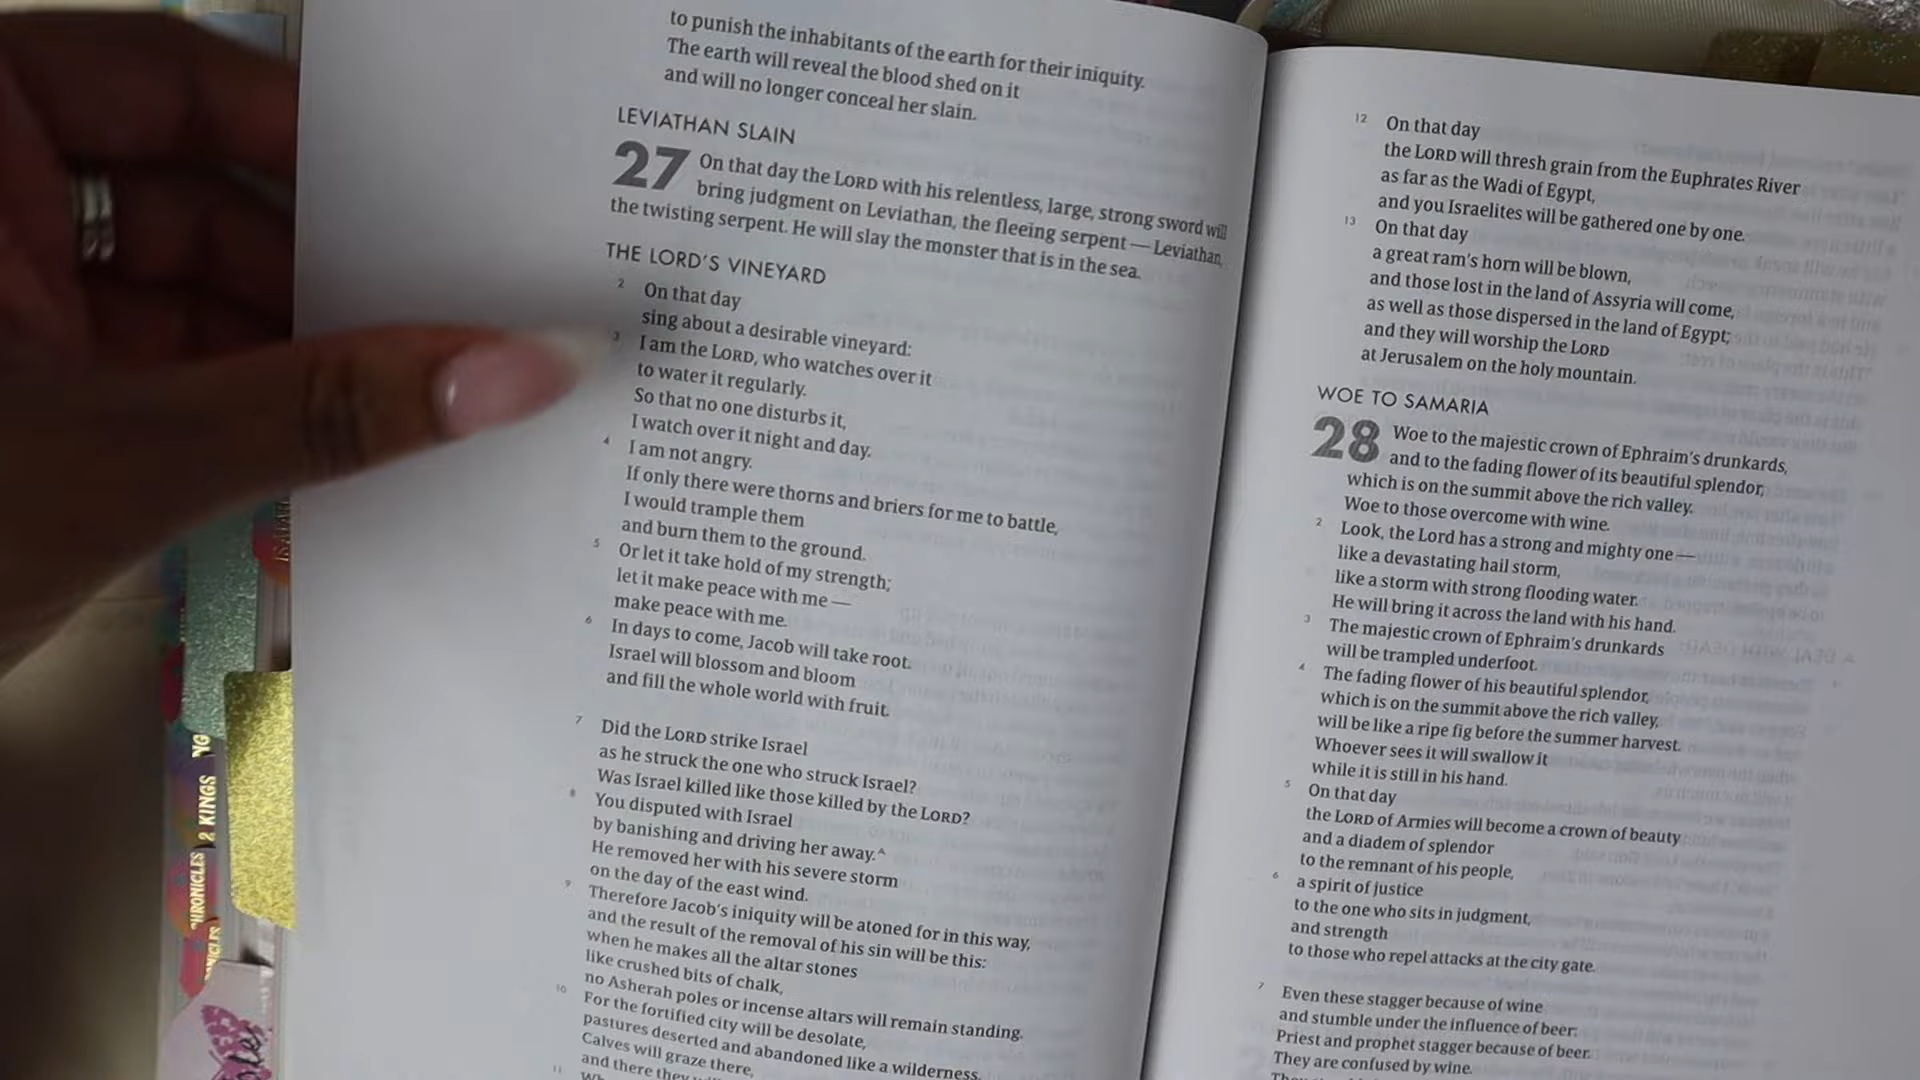 to punish the inhabitants of the earth for their iniquity.
The earth will reveal the blood shed on it
and will no longer conceal her slain.
LEVIATHAN SLAIN
27 On that day the LORD with his relentless, large, strong sword will
bring judgment on Leviathan, the fleeing serpent — Leviathan,
the twisting serpent. He will slay the monster that is in the sea.
THE LORD'S VINEYARD
2 On that day
sing about a desirable vineyard:
3 I am the LORD, who watches over it
to water it regularly.
So that no one disturbs it,
I watch over it night and day.
4 I am not angry.
If only there were thorns and briers for me to battle,
I would trample them
and burn them to the ground.
5 Or let it take hold of my strength;
let it make peace with me —
make peace with me.
6 In days to come, Jacob will take root.
Israel will blossom and bloom
and fill the whole world with fruit.
7 Did the LORD strike Israel
as he struck the one who struck Israel?
Was Israel killed like those killed by the LORD?
8 You disputed with Israel
by banishing and driving her away.ᴬ
He removed her with his severe storm
on the day of the east wind.
9 Therefore Jacob's iniquity will be atoned for in this way,
and the result of the removal of his sin will be this:
when he makes all the altar stones
like crushed bits of chalk,
no Asherah poles or incense altars will remain standing.
10 For the fortified city will be desolate,
pastures deserted and abandoned like a wilderness.
Calves will graze there,
and there they
11
12 On that day
the LORD will thresh grain from the Euphrates River
as far as the Wadi of Egypt,
and you Israelites will be gathered one by one.
13 On that day
a great ram's horn will be blown,
and those lost in the land of Assyria will come,
as well as those dispersed in the land of Egypt;
and they will worship the LORD
at Jerusalem on the holy mountain.
WOE TO SAMARIA
28 Woe to the majestic crown of Ephraim's drunkards,
and to the fading flower of its beautiful splendor,
which is on the summit above the rich valley.
Woe to those overcome with wine.
2 Look, the Lord has a strong and mighty one —
like a devastating hail storm,
like a storm with strong flooding water.
He will bring it across the land with his hand.
3 The majestic crown of Ephraim's drunkards
will be trampled underfoot.
4 The fading flower of his beautiful splendor,
which is on the summit above the rich valley,
will be like a ripe fig before the summer harvest.
Whoever sees it will swallow it
while it is still in his hand.
5 On that day
the LORD of Armies will become a crown of beauty
and a diadem of splendor
to the remnant of his people,
6 a spirit of justice
to the one who sits in judgment,
and strength
to those who repel attacks at the city gate.
7 Even these stagger because of wine
and stumble under the influence of beer:
Priest and prophet stagger because of beer.
They are confused by wine.
2 KINGS